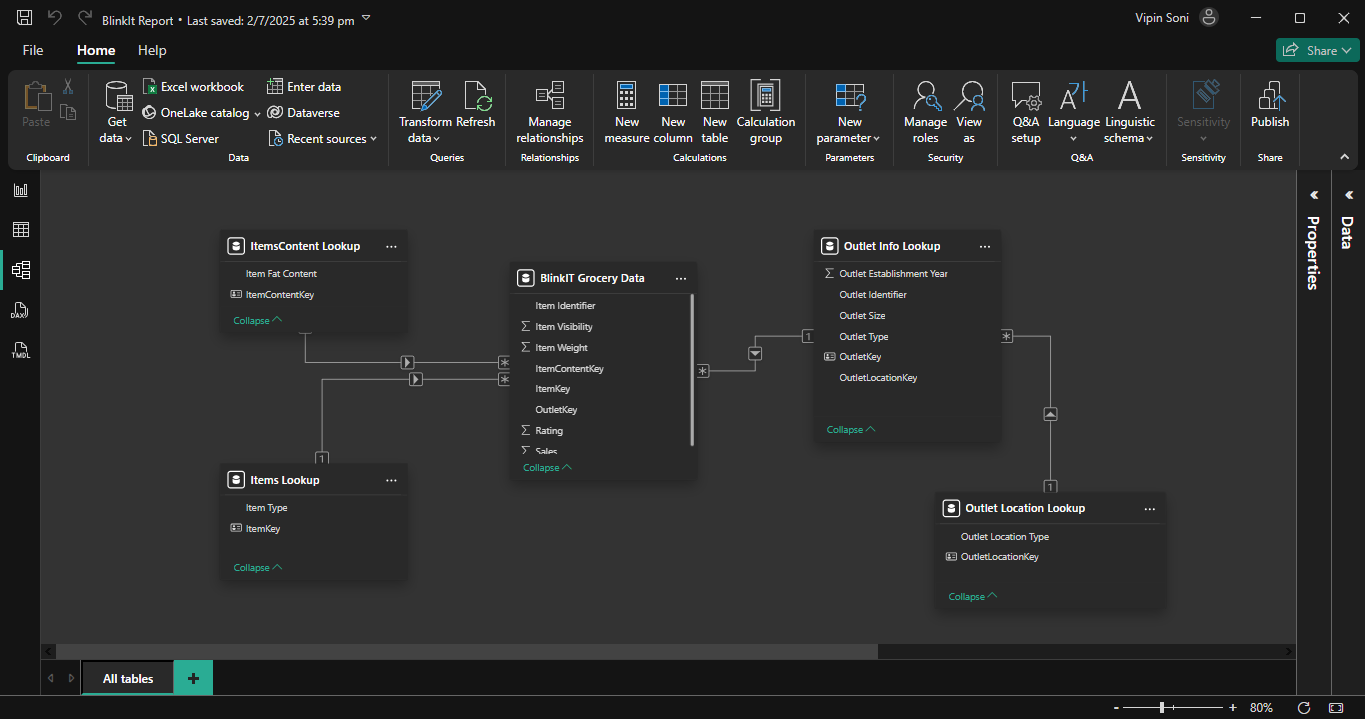 BlinkIt Report • Last saved: 2/7/2025 at 5:39 pm
Vipin Soni
File
Home
Help
Share
Paste
Clipboard
Get data
Excel workbook
OneLake catalog
SQL Server
Enter data
Dataverse
Recent sources
Data
Transform data
Refresh
Queries
Manage relationships
Relationships
New measure
New column
New table
Calculation group
Calculations
New parameter
Parameters
Manage roles
View as
Security
Q&A setup
Language
Linguistic schema
Q&A
Sensitivity
Sensitivity
Publish
Share
DAX
TMDL
ItemsContent Lookup
Item Fat Content
ItemContentKey
Collapse
BlinkIT Grocery Data
Item Identifier
Item Visibility
Item Weight
ItemContentKey
ItemKey
OutletKey
Rating
Sales
Collapse
Outlet Info Lookup
Outlet Establishment Year
Outlet Identifier
Outlet Size
Outlet Type
OutletKey
OutletLocationKey
Collapse
Items Lookup
Item Type
ItemKey
Collapse
Outlet Location Lookup
Outlet Location Type
OutletLocationKey
Collapse
1
*
*
*
1
*
1
Properties
Data
All tables
+
- + 80%